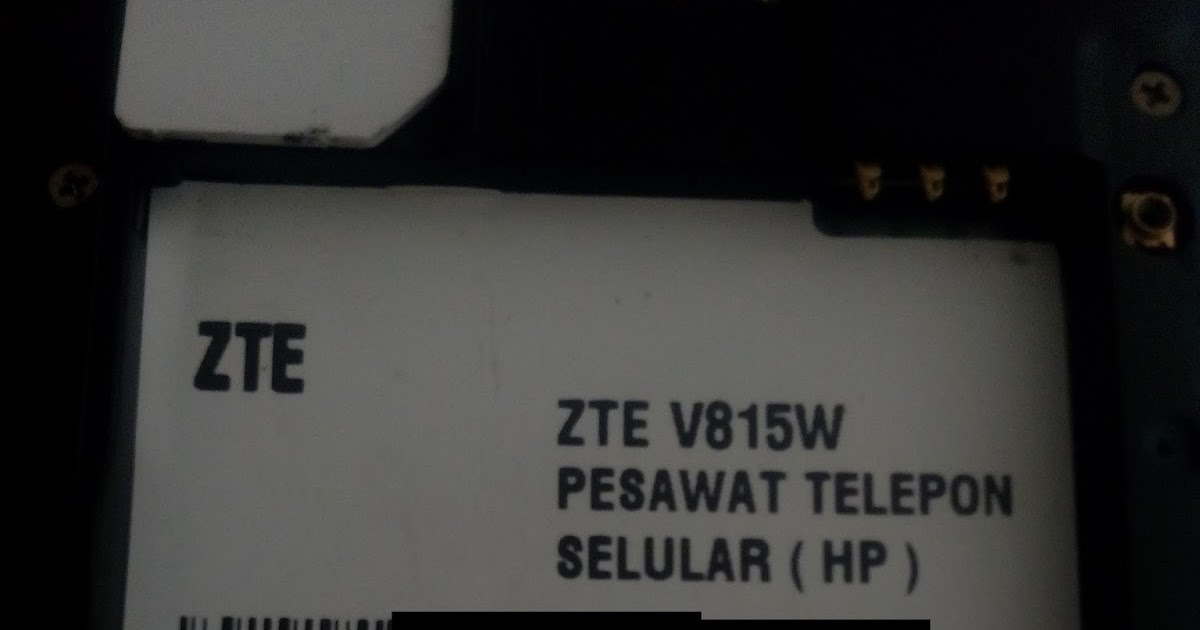 ZTE
ZTE V815W
PESAWAT TELEPON
SELULAR ( HP )